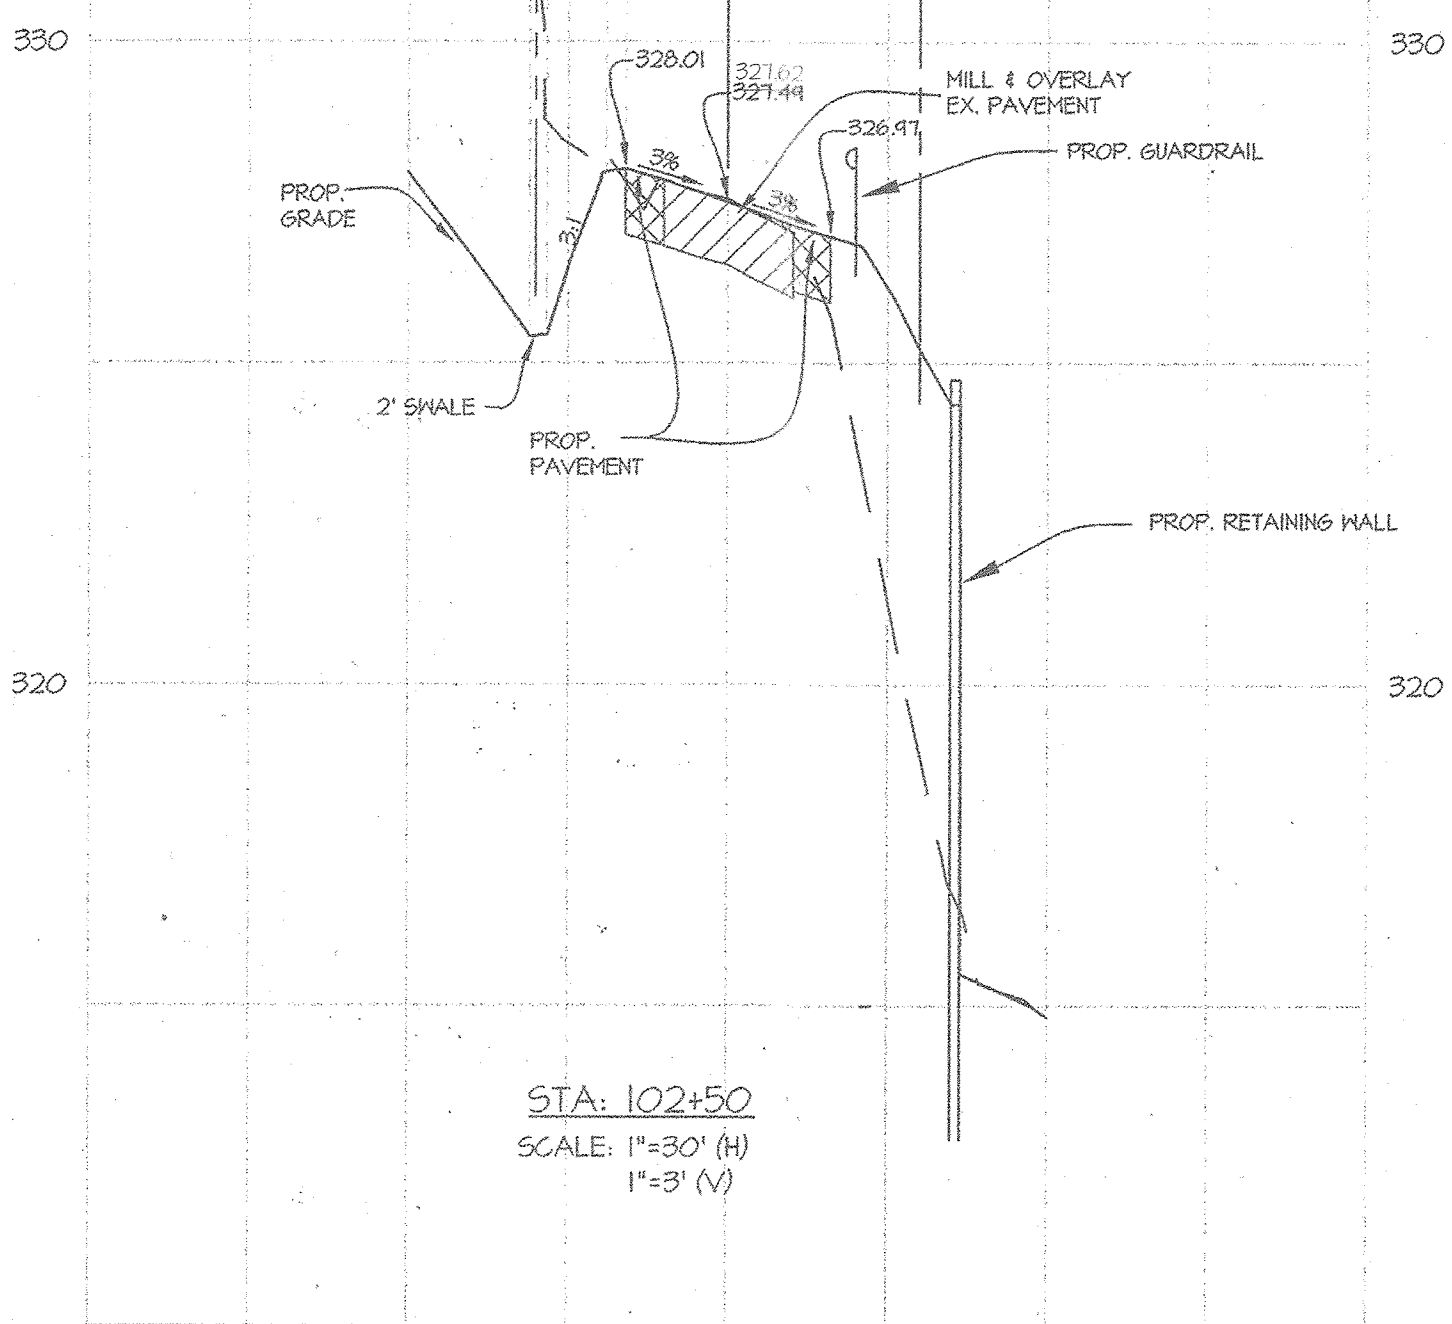 330
330
328.01
327.62
327.49
MILL & OVERLAY
EX. PAVEMENT
326.97
PROP. GUARDRAIL
3%
3%
PROP.
GRADE
3:1
2' SWALE
PROP.
PAVEMENT
PROP. RETAINING WALL
320
320
STA: 102+50
SCALE: 1"=30' (H)
1"=3' (V)